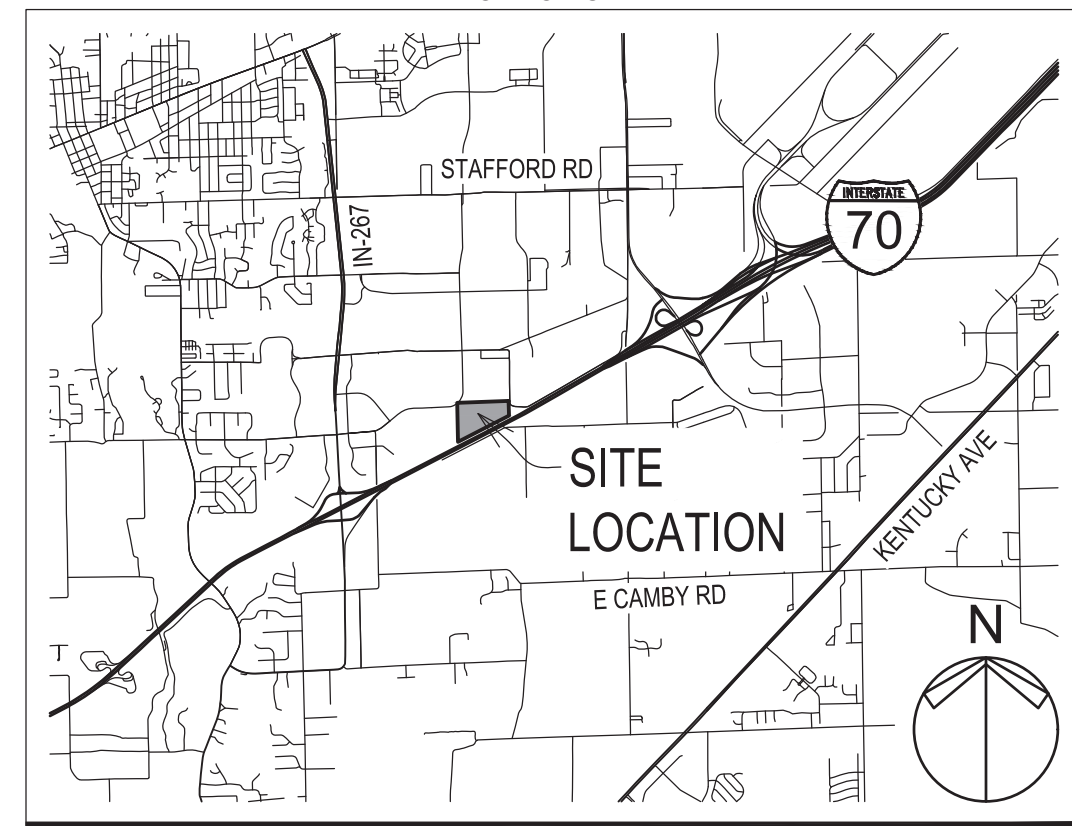 STAFFORD RD
IN-267
INTERSTATE
70
SITE
LOCATION
KENTUCKY AVE
E CAMBY RD
N